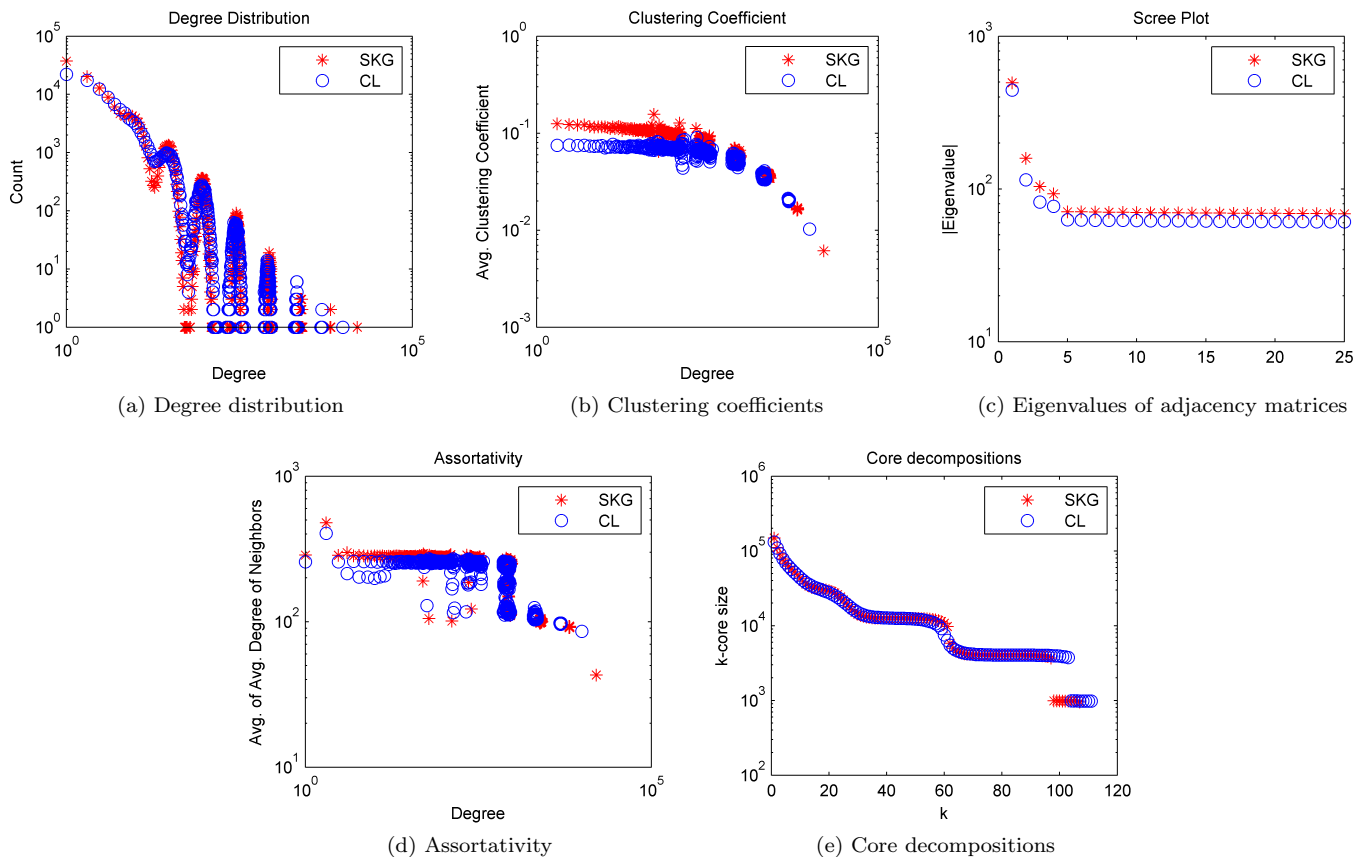 Degree Distribution
10^5
10^4
10^3
10^2
10^1
10^0
Count
SKG
CL
10^0
10^5
Degree
(a) Degree distribution
Clustering Coefficient
10^0
10^-1
10^-2
10^-3
Avg. Clustering Coefficient
SKG
CL
10^0
10^5
Degree
(b) Clustering coefficients
Scree Plot
10^3
10^2
10^1
|Eigenvalue|
SKG
CL
0 5 10 15 20 25
(c) Eigenvalues of adjacency matrices
Assortativity
10^3
10^2
10^1
Avg. of Avg. Degree of Neighbors
SKG
CL
10^0
10^5
Degree
(d) Assortativity
Core decompositions
10^6
10^5
10^4
10^3
10^2
k-core size
SKG
CL
0 20 40 60 80 100 120
k
(e) Core decompositions